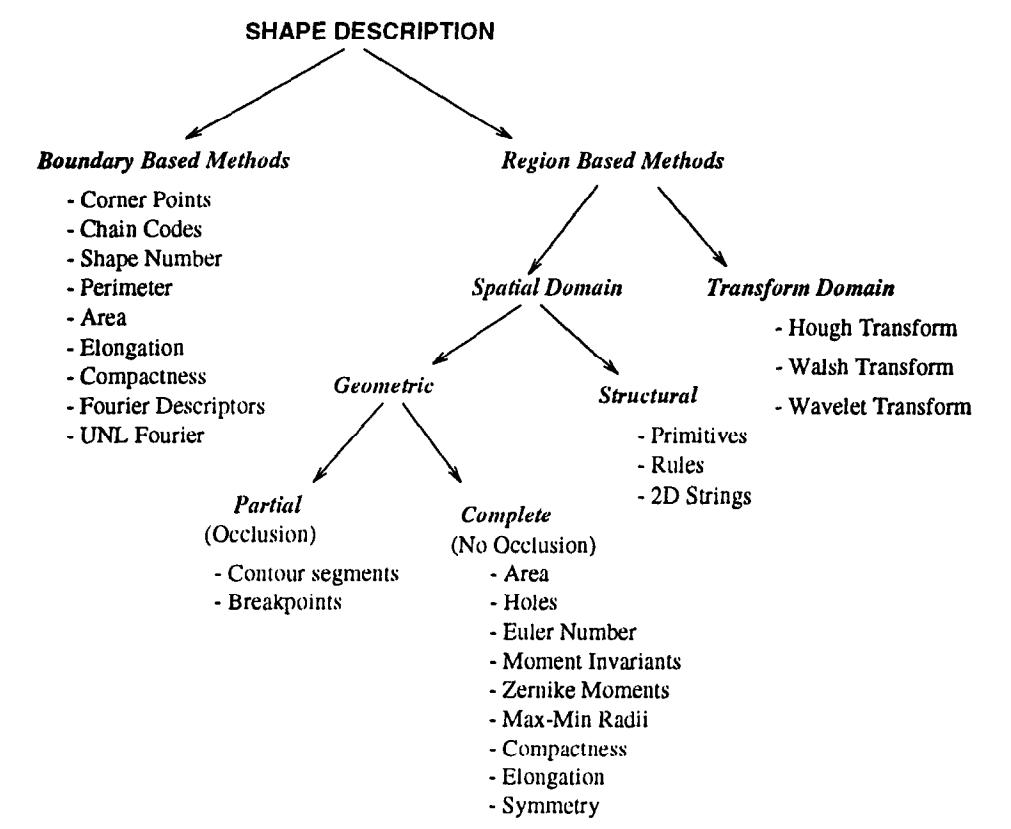 SHAPE DESCRIPTION
Boundary Based Methods
- Corner Points
- Chain Codes
- Shape Number
- Perimeter
- Area
- Elongation
- Compactness
- Fourier Descriptors
- UNL Fourier
Region Based Methods
Spatial Domain
Transform Domain
- Hough Transform
- Walsh Transform
- Wavelet Transform
Geometric
Structural
- Primitives
- Rules
- 2D Strings
Partial
(Occlusion)
- Contour segments
- Breakpoints
Complete
(No Occlusion)
- Area
- Holes
- Euler Number
- Moment Invariants
- Zernike Moments
- Max-Min Radii
- Compactness
- Elongation
- Symmetry